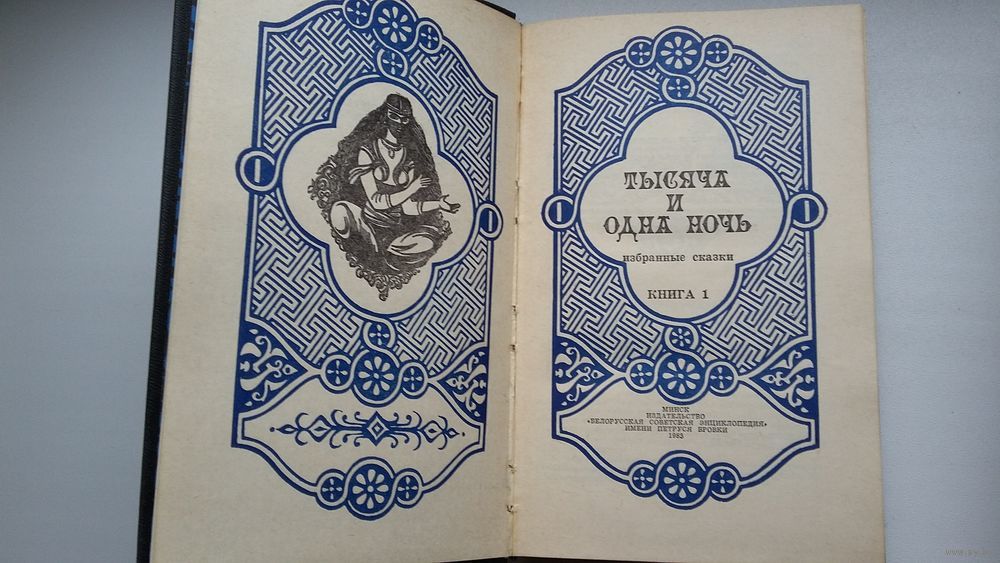 ТЫСЯЧА
И
ОДНА НОЧЬ
избранные сказки
КНИГА 1
МИНСК
ИЗДАТЕЛЬСТВО
«БЕЛОРУССКАЯ СОВЕТСКАЯ ЭНЦИКЛОПЕДИЯ»
ИМЕНИ ПЕТРУСЯ БРОВКИ
1983